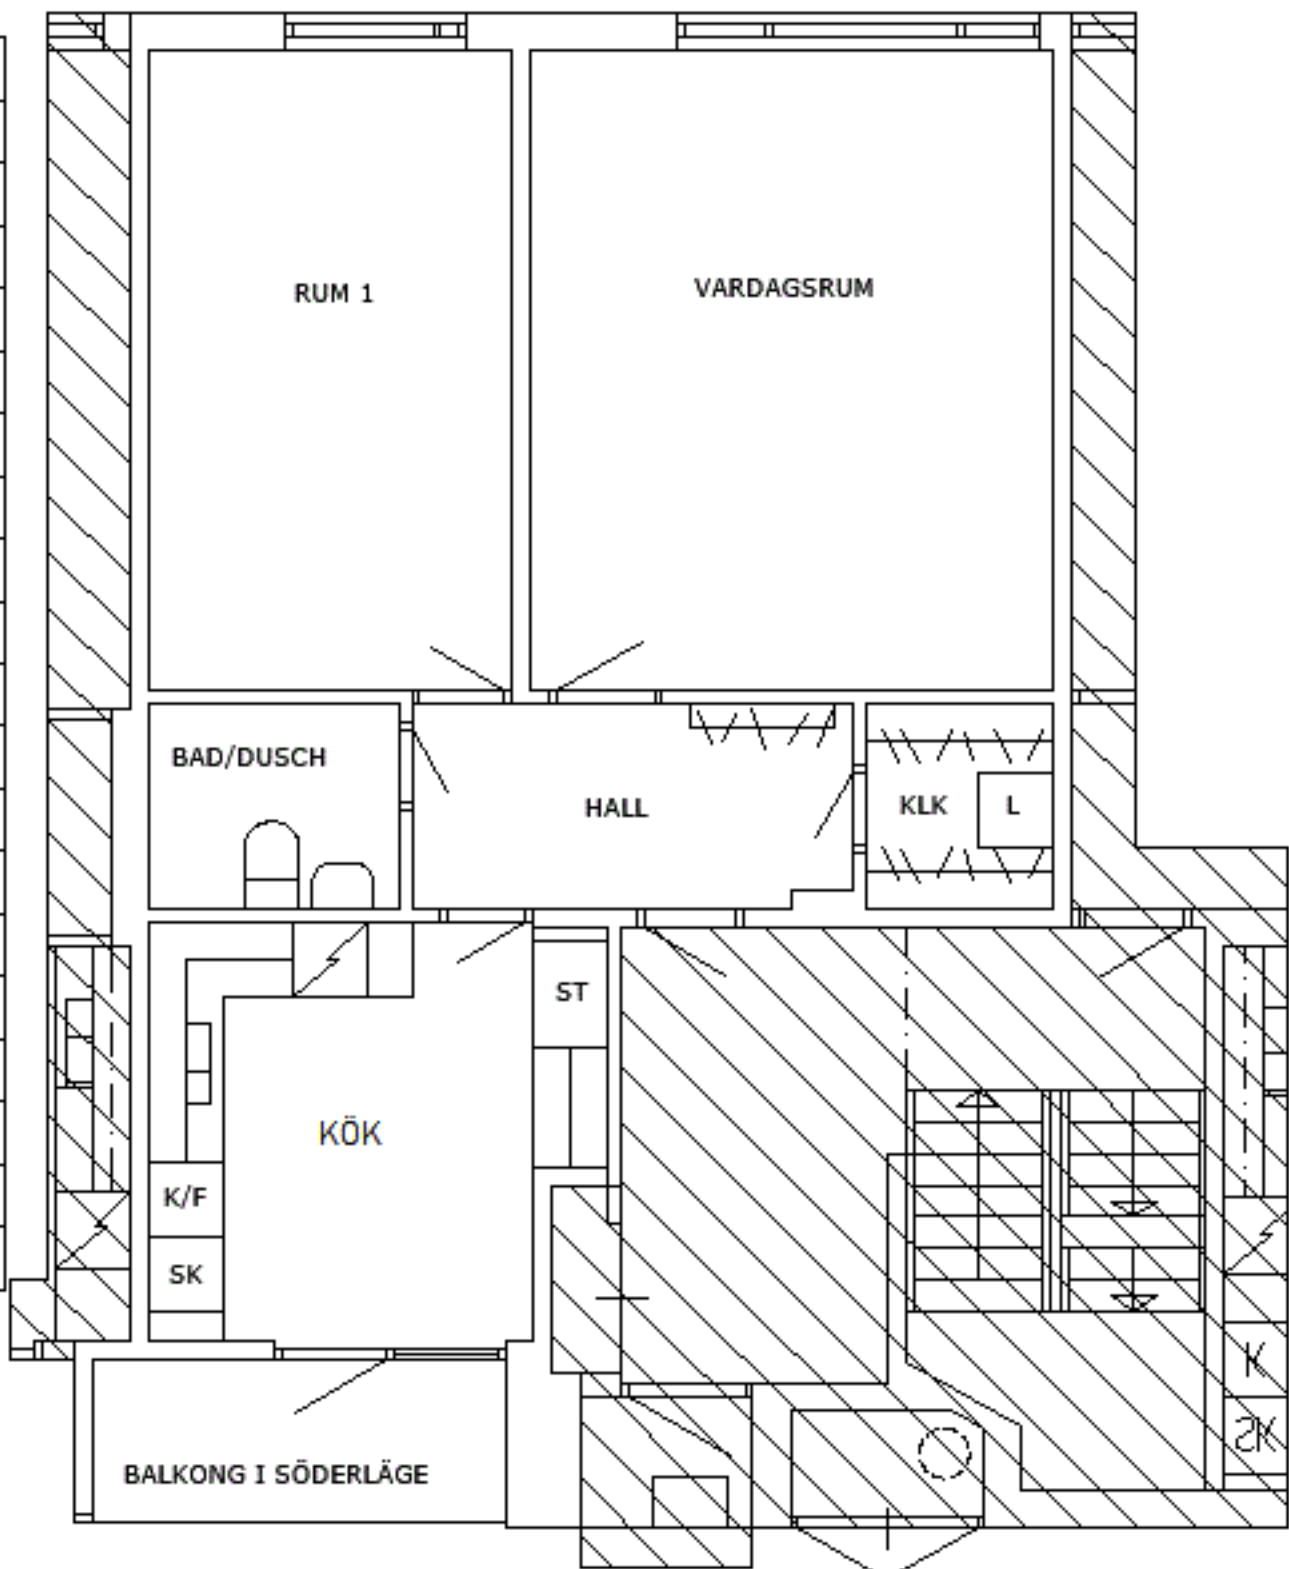 RUM 1
VARDAGSRUM
BAD/DUSCH
HALL
KLK
L
ST
KÖK
K/F
SK
K
SK
BALKONG I SÖDERLÄGE